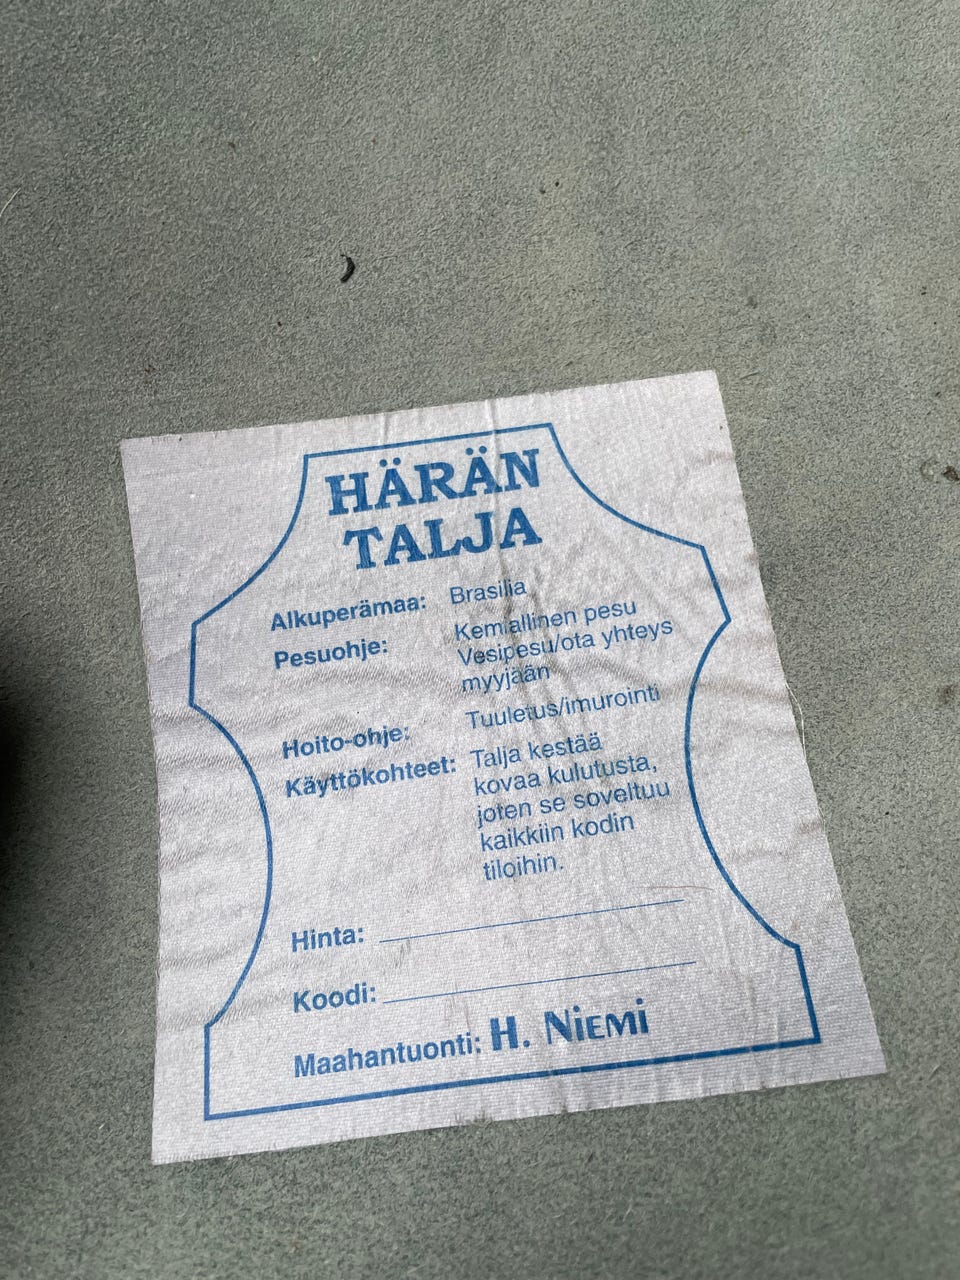 HÄRÄN
TALJA
Alkuperämaa: Brasilia
Pesuohje: Kemiallinen pesu
Vesipesu/ota yhteys
myyjään
Hoito-ohje: Tuuletus/imurointi
Käyttökohteet: Talja kestää
kovaa kulutusta,
joten se soveltuu
kaikkiin kodin
tiloihin.
Hinta:
Koodi:
Maahantuonti: H. NiEMi